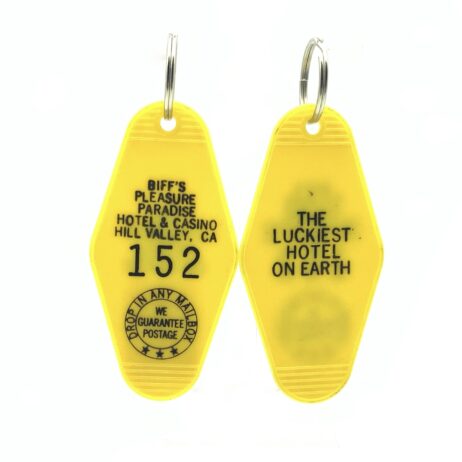 BIFF'S
PLEASURE
PARADISE
HOTEL & CASINO
HILL VALLEY, CA
152
DROP IN ANY MAILBOX
WE
GUARANTEE
POSTAGE
THE
LUCKIEST
HOTEL
ON EARTH